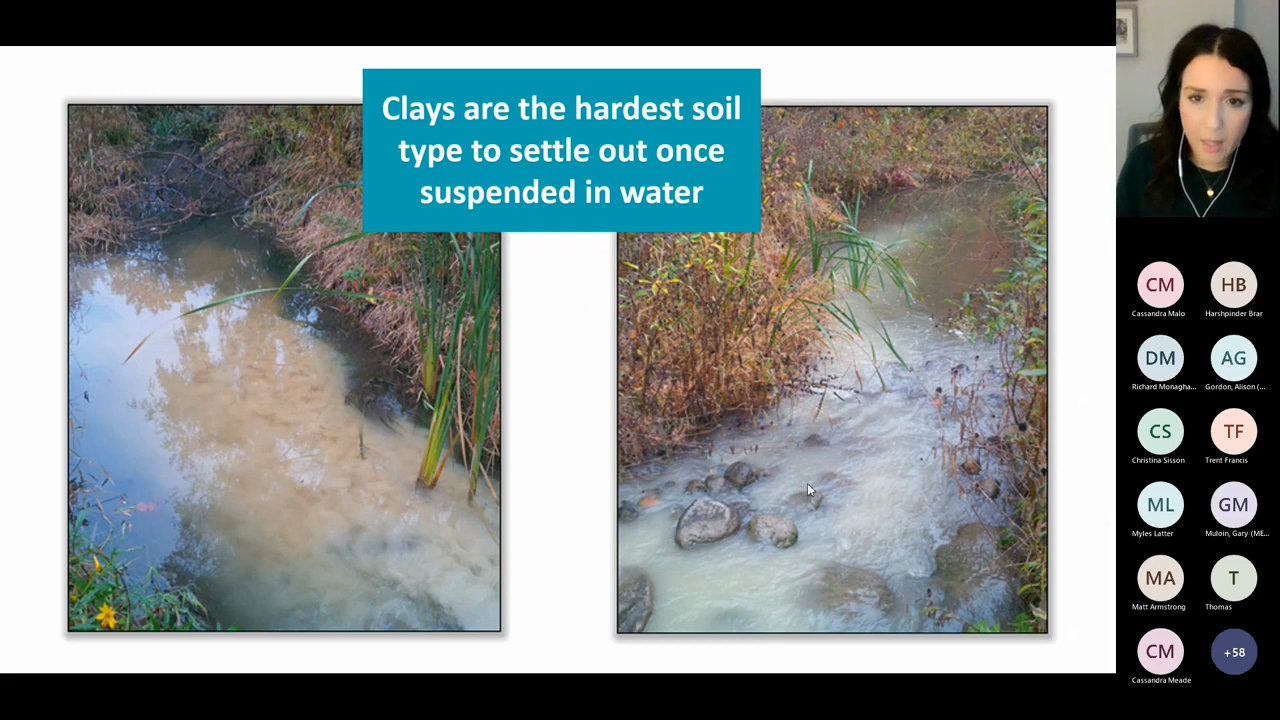 Clays are the hardest soil
type to settle out once
suspended in water
CM
HB
Cassandra Malo
Harshpinder Brar
DM
AG
Richard Monagha...
Gordon, Alison (...
CS
TF
Christina Sisson
Trent Francis
ML
GM
Myles Latter
Muloin, Gary (ME...
MA
T
Matt Armstrong
Thomas
CM
+58
Cassandra Meade